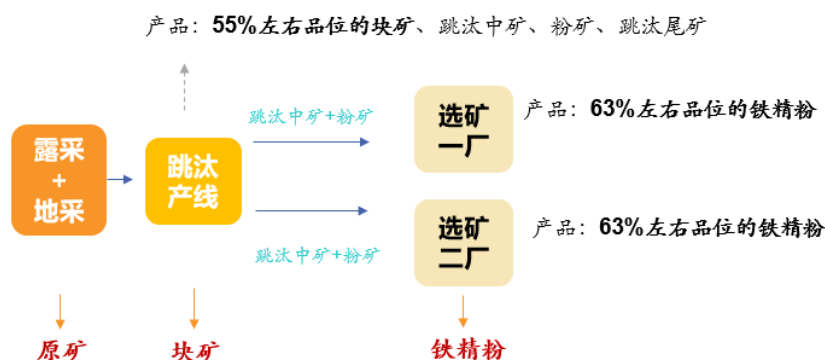 产品：55%左右品位的块矿、跳汰中矿、粉矿、跳汰尾矿
露采
+
地采
跳汰
产线
跳汰中矿+粉矿
跳汰中矿+粉矿
选矿
一厂
产品：63%左右品位的铁精粉
选矿
二厂
产品：63%左右品位的铁精粉
原矿
块矿
铁精粉